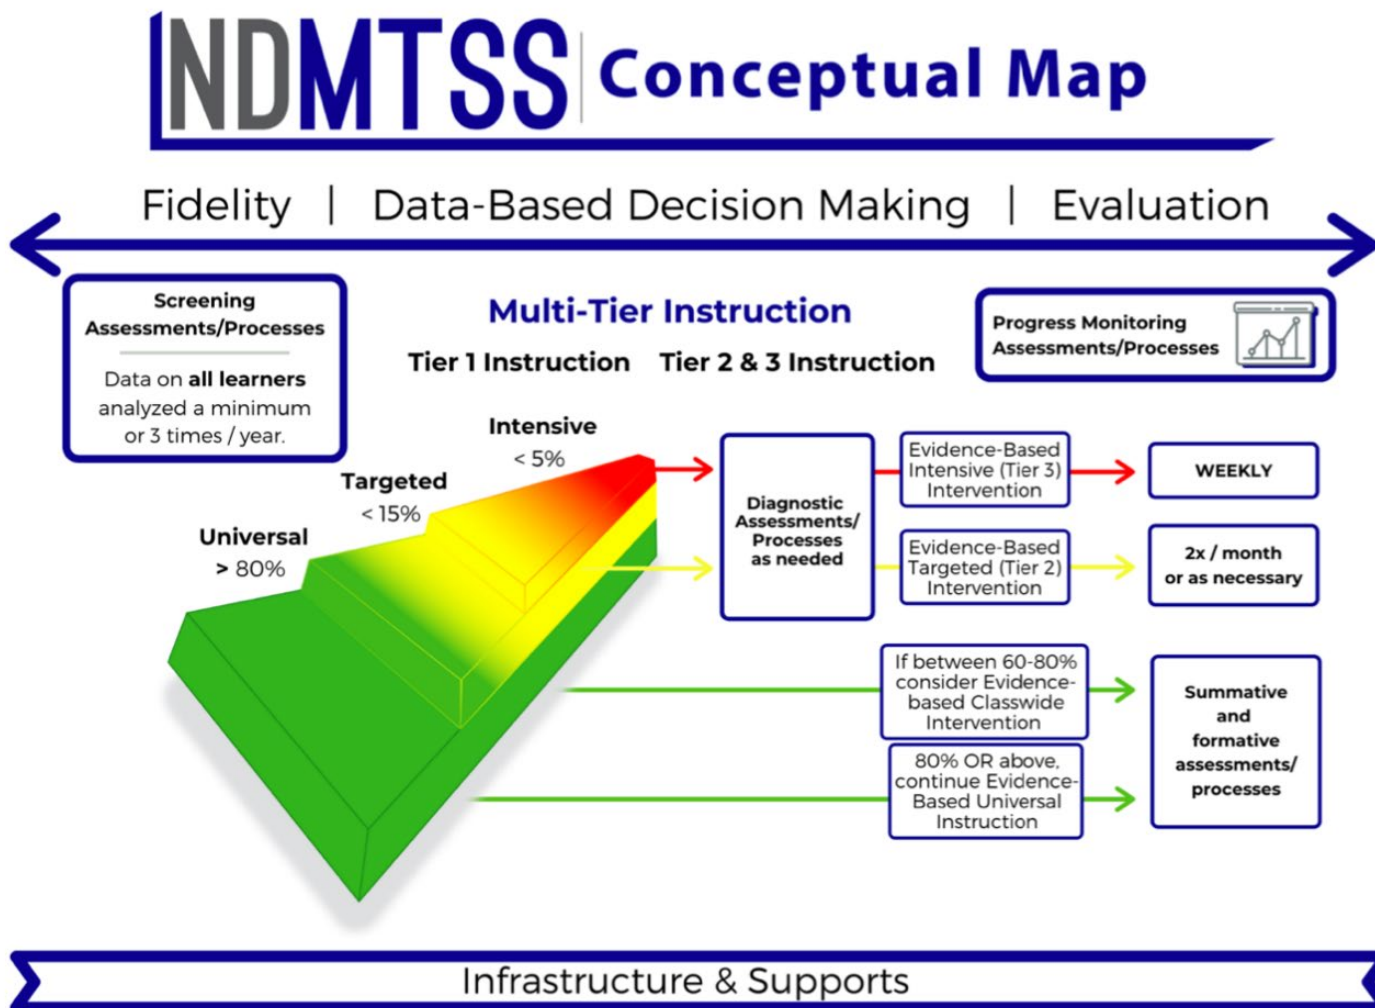 NDMTSS Conceptual Map
Fidelity | Data-Based Decision Making | Evaluation
Screening
Assessments/Processes
Data on all learners
analyzed a minimum
or 3 times / year.
Multi-Tier Instruction
Tier 1 Instruction Tier 2 & 3 Instruction
Progress Monitoring
Assessments/Processes
Intensive
< 5%
Targeted
< 15%
Universal
> 80%
Diagnostic
Assessments/
Processes
as needed
Evidence-Based
Intensive (Tier 3)
Intervention
WEEKLY
Evidence-Based
Targeted (Tier 2)
Intervention
2x / month
or as necessary
If between 60-80%
consider Evidence-
based Classwide
Intervention
80% OR above,
continue Evidence-
Based Universal
Instruction
Summative
and
formative
assessments/
processes
Infrastructure & Supports